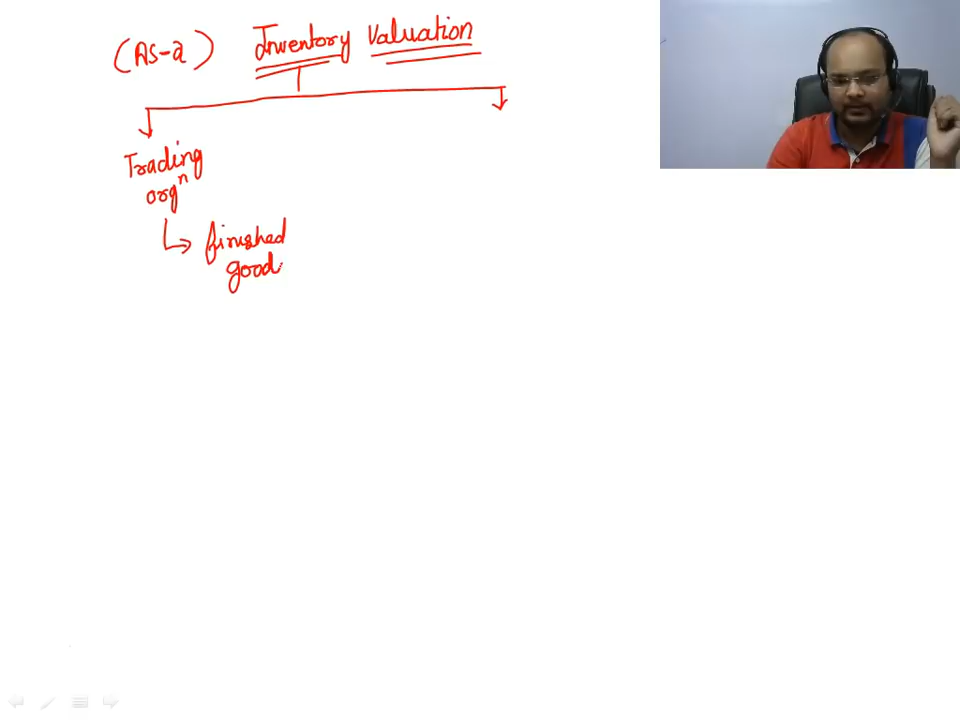 (AS-2) Inventory Valuation
Trading
orgⁿ
finished
good